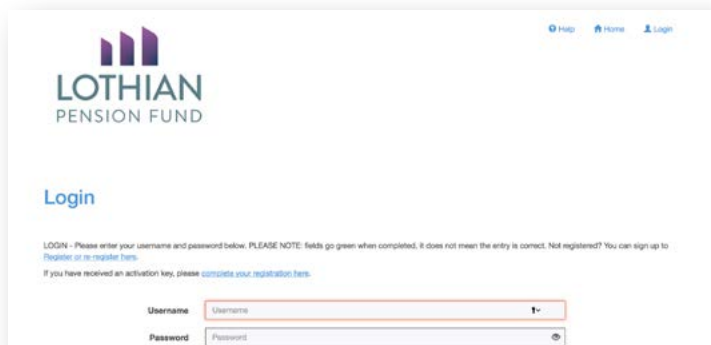 Help Home Login
LOTHIAN
PENSION FUND
Login
LOGIN - Please enter your username and password below. PLEASE NOTE: fields go green when completed, it does not mean the entry is correct. Not registered? You can sign up to
Register or re-register here.
If you have received an activation key, please complete your registration here.
Username Username
Password Password